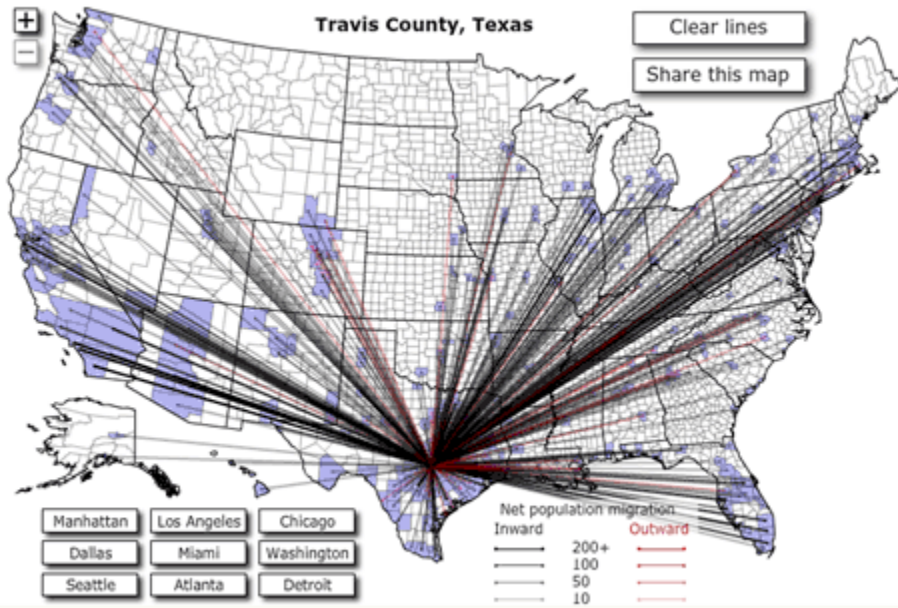 +
Travis County, Texas
Clear lines
−
Share this map
Net population migration
Inward
Outward
200+
100
50
10
Manhattan
Los Angeles
Chicago
Dallas
Miami
Washington
Seattle
Atlanta
Detroit